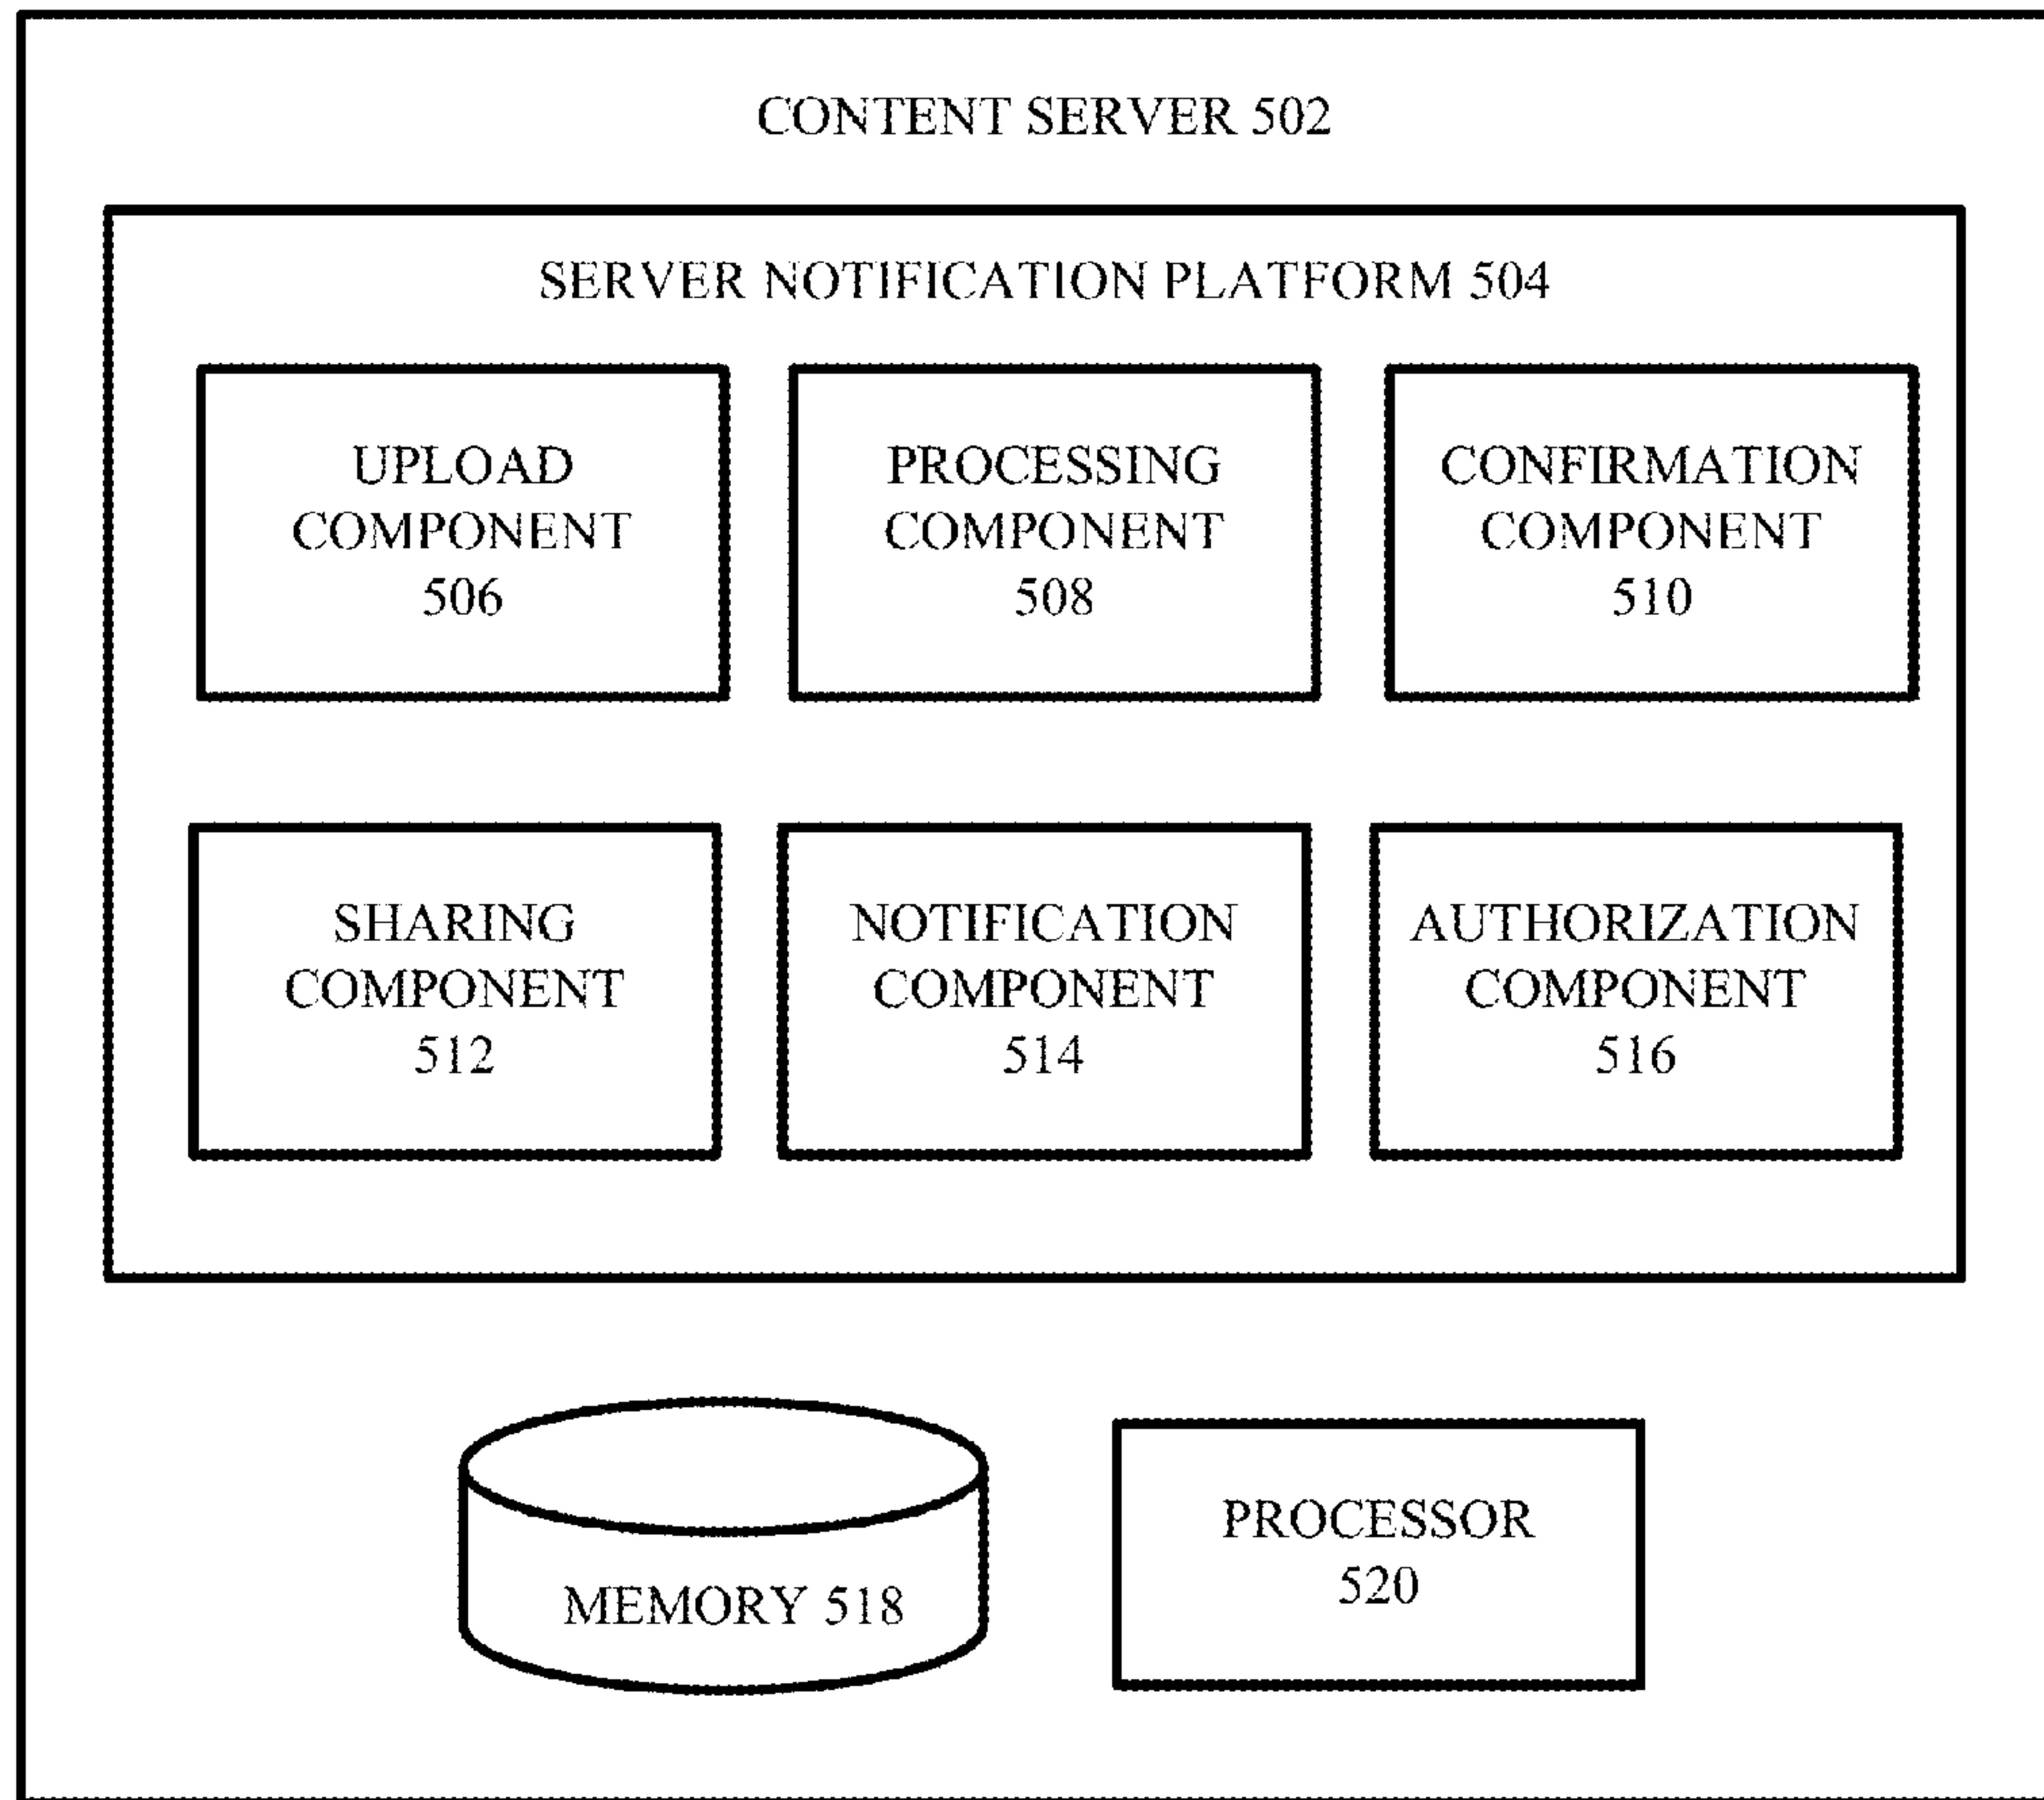 CONTENT SERVER 502
SERVER NOTIFICATION PLATFORM 504
UPLOAD
COMPONENT
506
PROCESSING
COMPONENT
508
CONFIRMATION
COMPONENT
510
SHARING
COMPONENT
512
NOTIFICATION
COMPONENT
514
AUTHORIZATION
COMPONENT
516
MEMORY 518
PROCESSOR
520